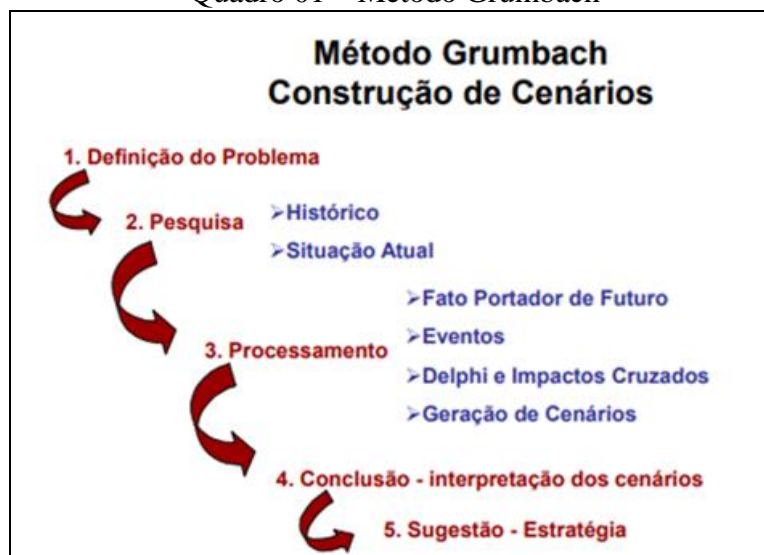 Quadro 01 – Método Grumbach
Método Grumbach
Construção de Cenários
1. Definição do Problema
2. Pesquisa
➢Histórico
➢Situação Atual
3. Processamento
➢Fato Portador de Futuro
➢Eventos
➢Delphi e Impactos Cruzados
➢Geração de Cenários
4. Conclusão - interpretação dos cenários
5. Sugestão - Estratégia